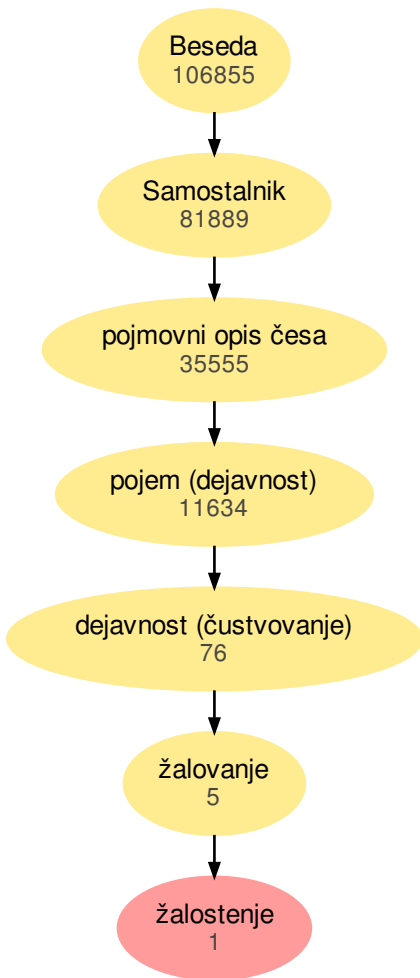 Beseda
106855
Samostalnik
81889
pojmovni opis česa
35555
pojem (dejavnost)
11634
dejavnost (čustvovanje)
76
žalovanje
5
žalostenje
1